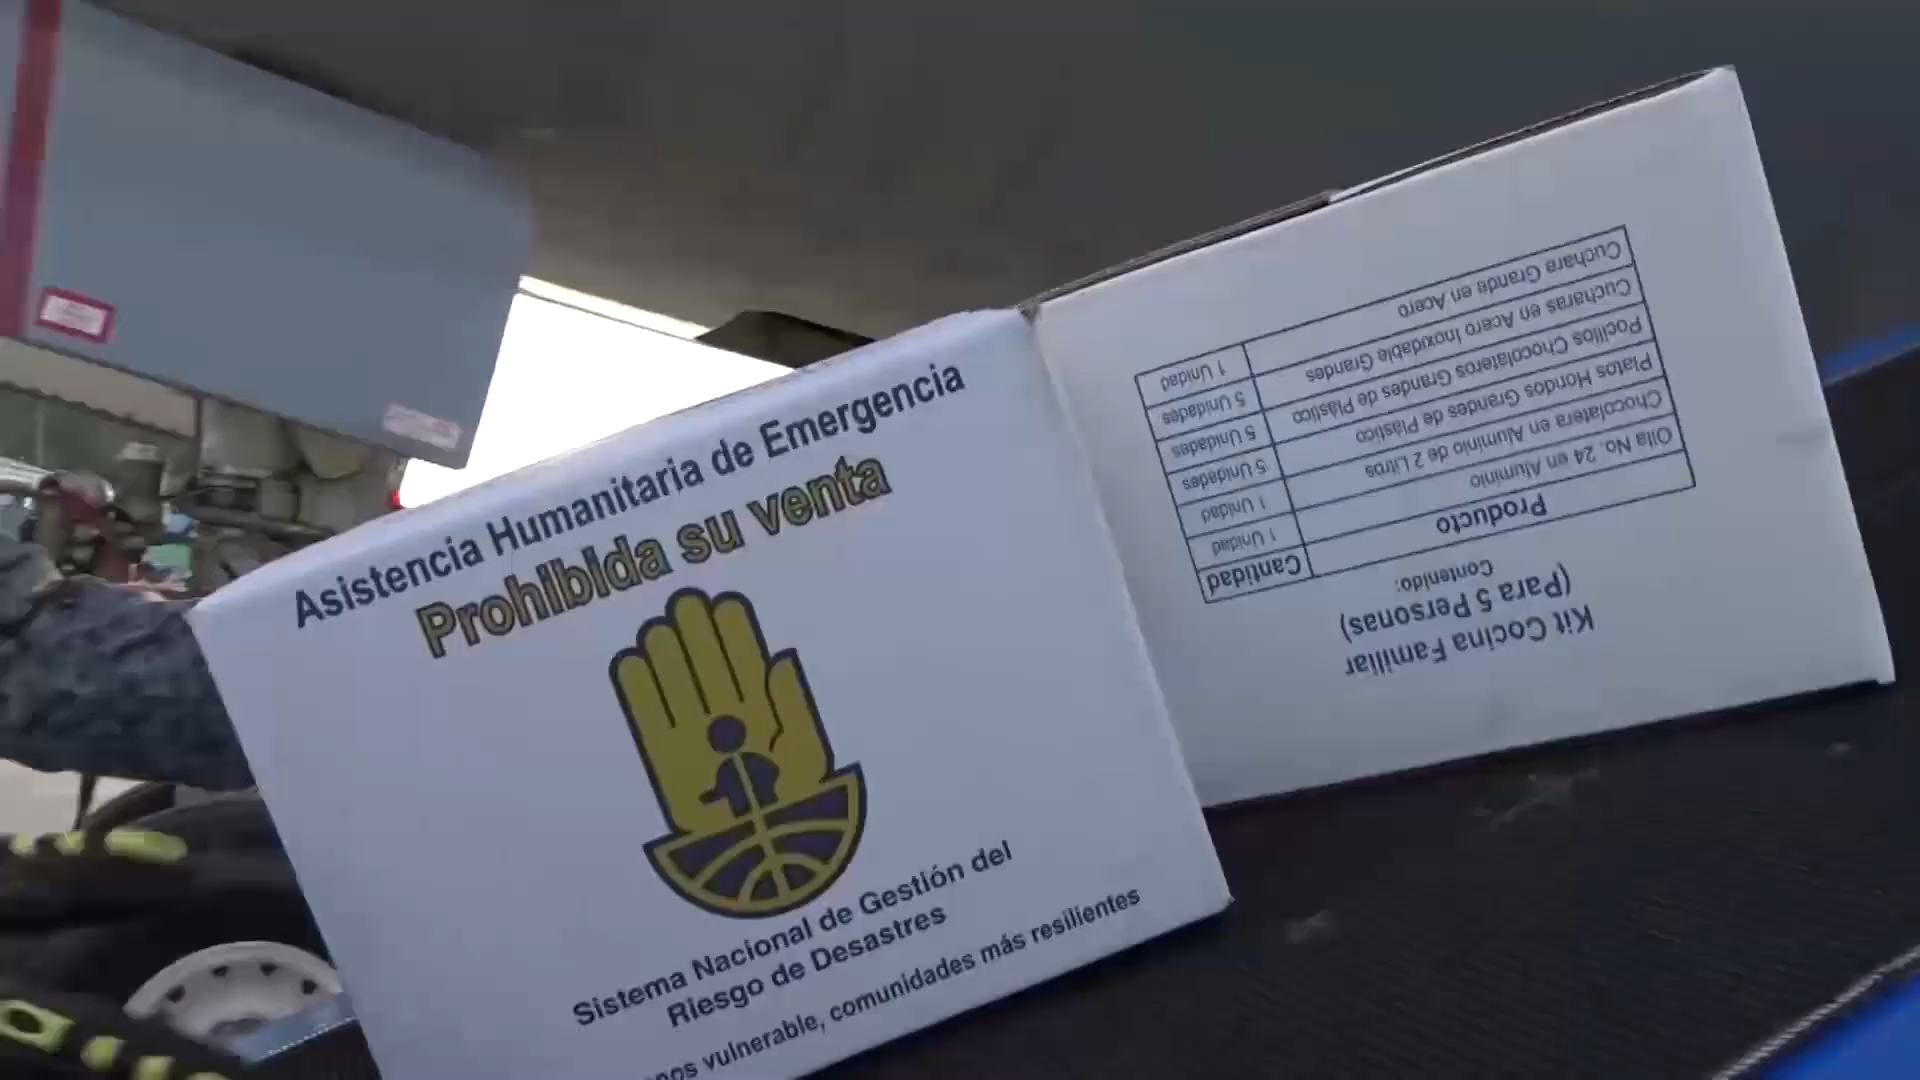 Asistencia Humanitaria de Emergencia
Prohibida su venta
Sistema Nacional de Gestión del
Riesgo de Desastres
vulnerable, comunidades más resilientes
Kit Cocina Familiar
(Para 5 Personas)
Contenido:
Producto Cantidad
Olla No. 24 en Aluminio 1 Unidad
Chocolatera en Aluminio de 2 Litros 1 Unidad
Platos Hondos Grandes de Plástico 5 Unidades
Pocillos Chocolateros Grandes de Plástico 5 Unidades
Cucharas en Acero Inoxidable Grandes 5 Unidades
Cuchara Grande en Acero 1 Unidad